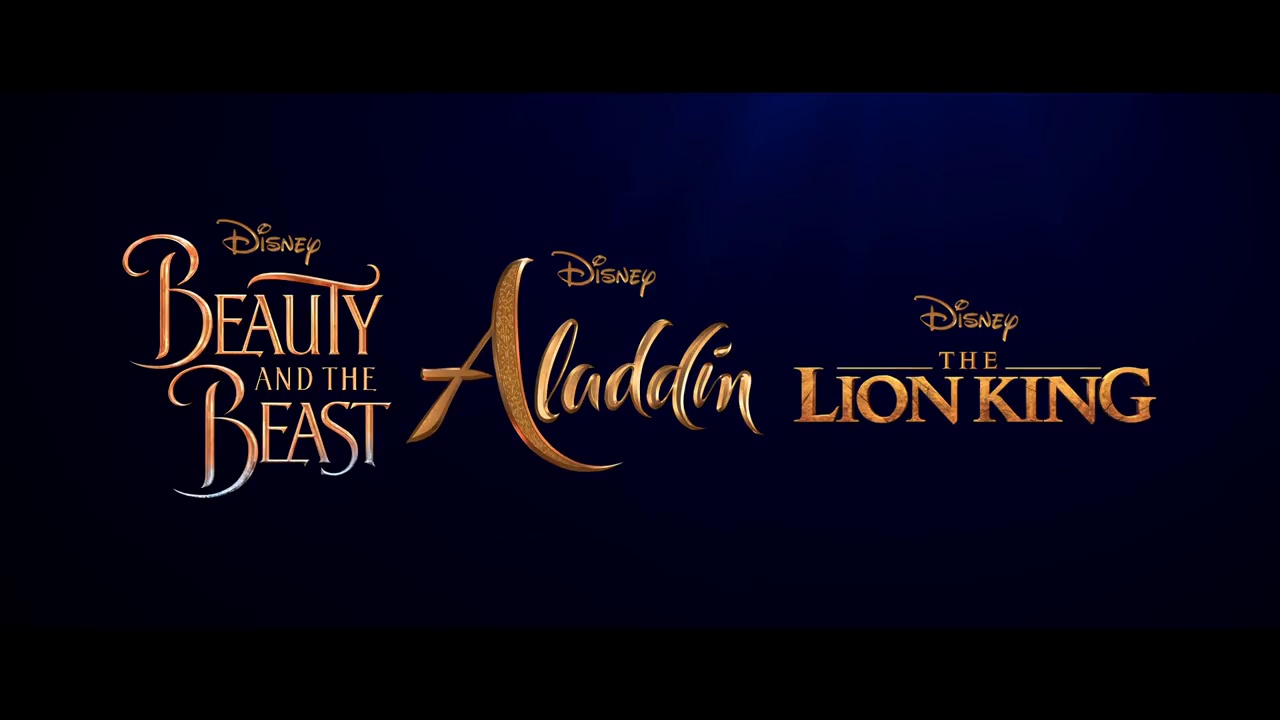 Disney
BEAUTY
AND THE
BEAST
Disney
Aladdin
Disney
THE
LION KING